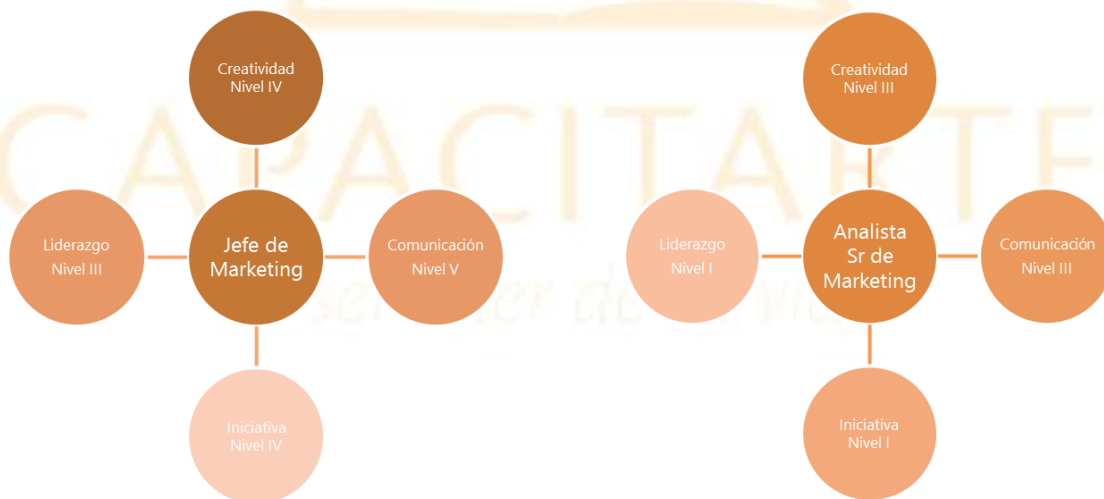 CAPACITARTE
Creatividad
Nivel IV
Liderazgo
Nivel III
Jefe de
Marketing
Comunicación
Nivel V
Iniciativa
Nivel IV
Creatividad
Nivel III
Liderazgo
Nivel I
Analista
Sr de
Marketing
Comunicación
Nivel III
Iniciativa
Nivel I